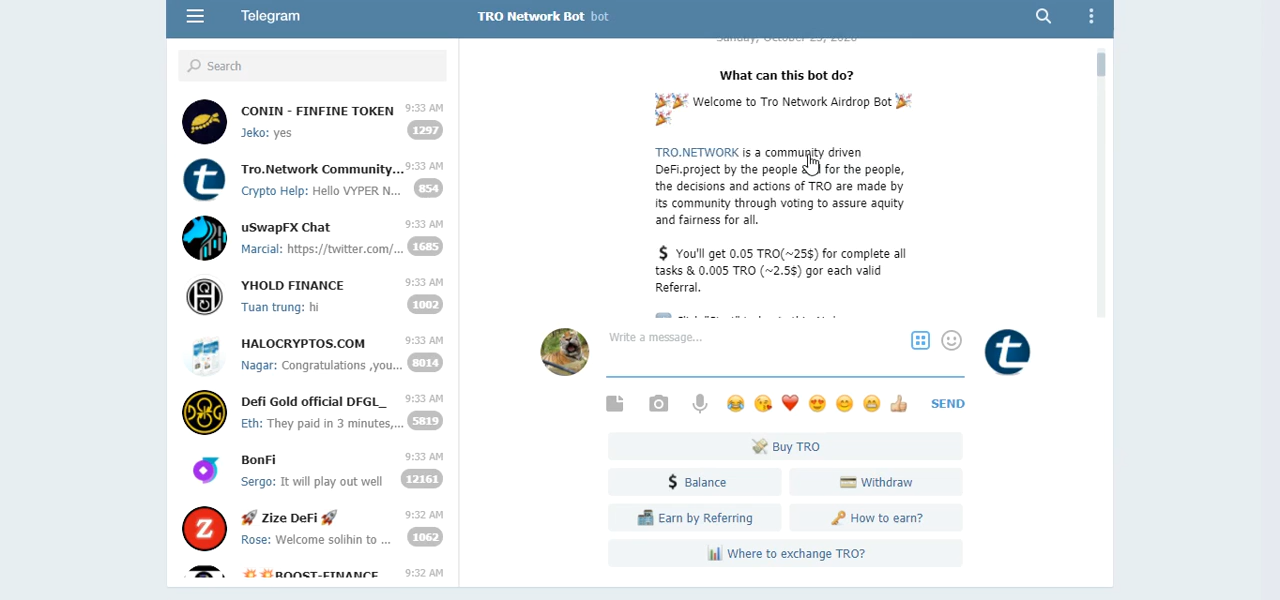 Telegram
TRO Network Bot bot
Search
CONIN - FINFINE TOKEN 9:33 AM
Jeko: yes 1297
Tro.Network Community... 9:33 AM
Crypto Help: Hello VYPER N... 854
uSwapFX Chat 9:33 AM
Marcial: https://twitter.com/... 1685
YHOLD FINANCE 9:33 AM
Tuan trung: hi 1002
HALOCRYPTOS.COM 9:33 AM
Nagar: Congratulations ,you... 8014
Defi Gold official DFGL_ 9:33 AM
Eth: They paid in 3 minutes,... 5819
BonFi 9:33 AM
Sergo: It will play out well 12161
🚀 Zize DeFi 🚀 9:32 AM
Rose: Welcome solihin to ... 1062
💥💥BOOST-FINANCE 9:32 AM
Sunday, October 25, 2020
What can this bot do?
🎉🎉 Welcome to Tro Network Airdrop Bot 🎉
🎉
TRO.NETWORK is a community driven
DeFi.project by the people for the people,
the decisions and actions of TRO are made by
its community through voting to assure equity
and fairness for all.
💲 You'll get 0.05 TRO(~25$) for complete all
tasks & 0.005 TRO (~2.5$) gor each valid
Referral.
Write a message...
SEND
💸 Buy TRO
💲 Balance
💳 Withdraw
Earn by Referring
🔑 How to earn?
📊 Where to exchange TRO?